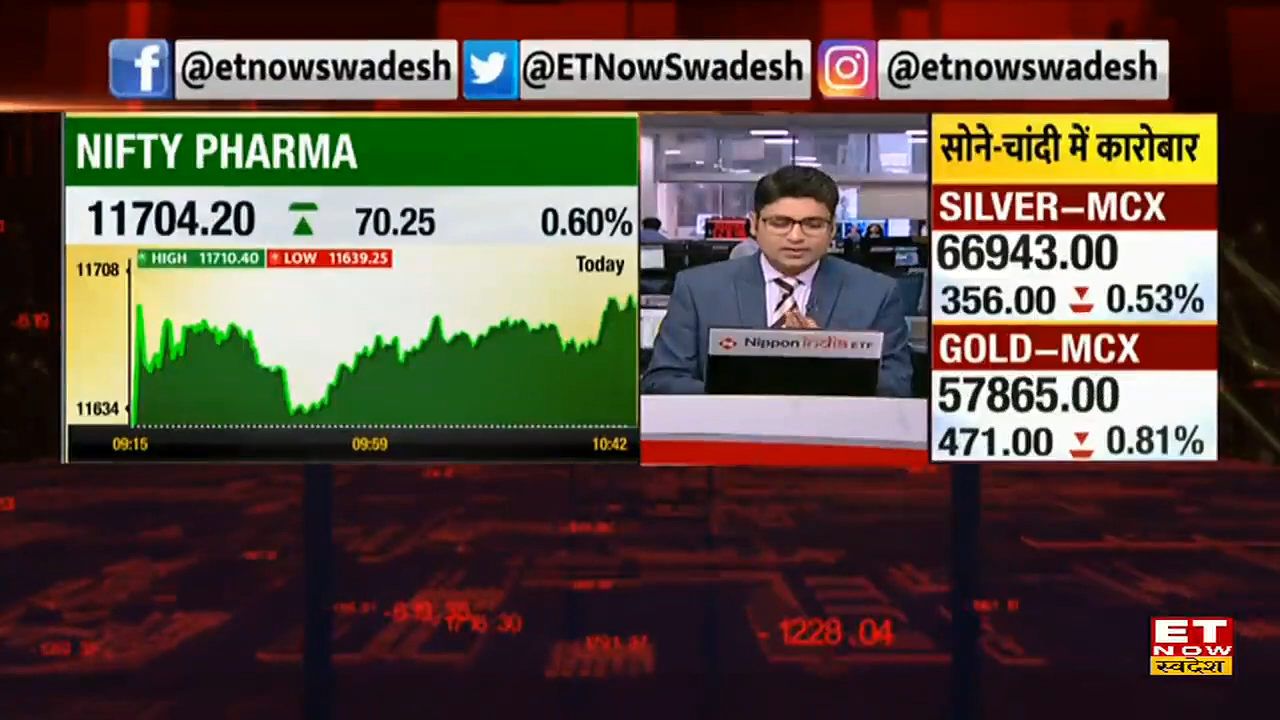 @etnowswadesh @ETNowSwadesh @etnowswadesh
NIFTY PHARMA
11704.20 70.25 0.60%
HIGH 11710.40 LOW 11639.25
Today
11708
11634
09:15 09:59 10:42
Nippon india ETF
सोने-चांदी में कारोबार
SILVER-MCX
66943.00
356.00 0.53%
GOLD-MCX
57865.00
471.00 0.81%
- 1228 .04
ET
NOW
स्वदेश